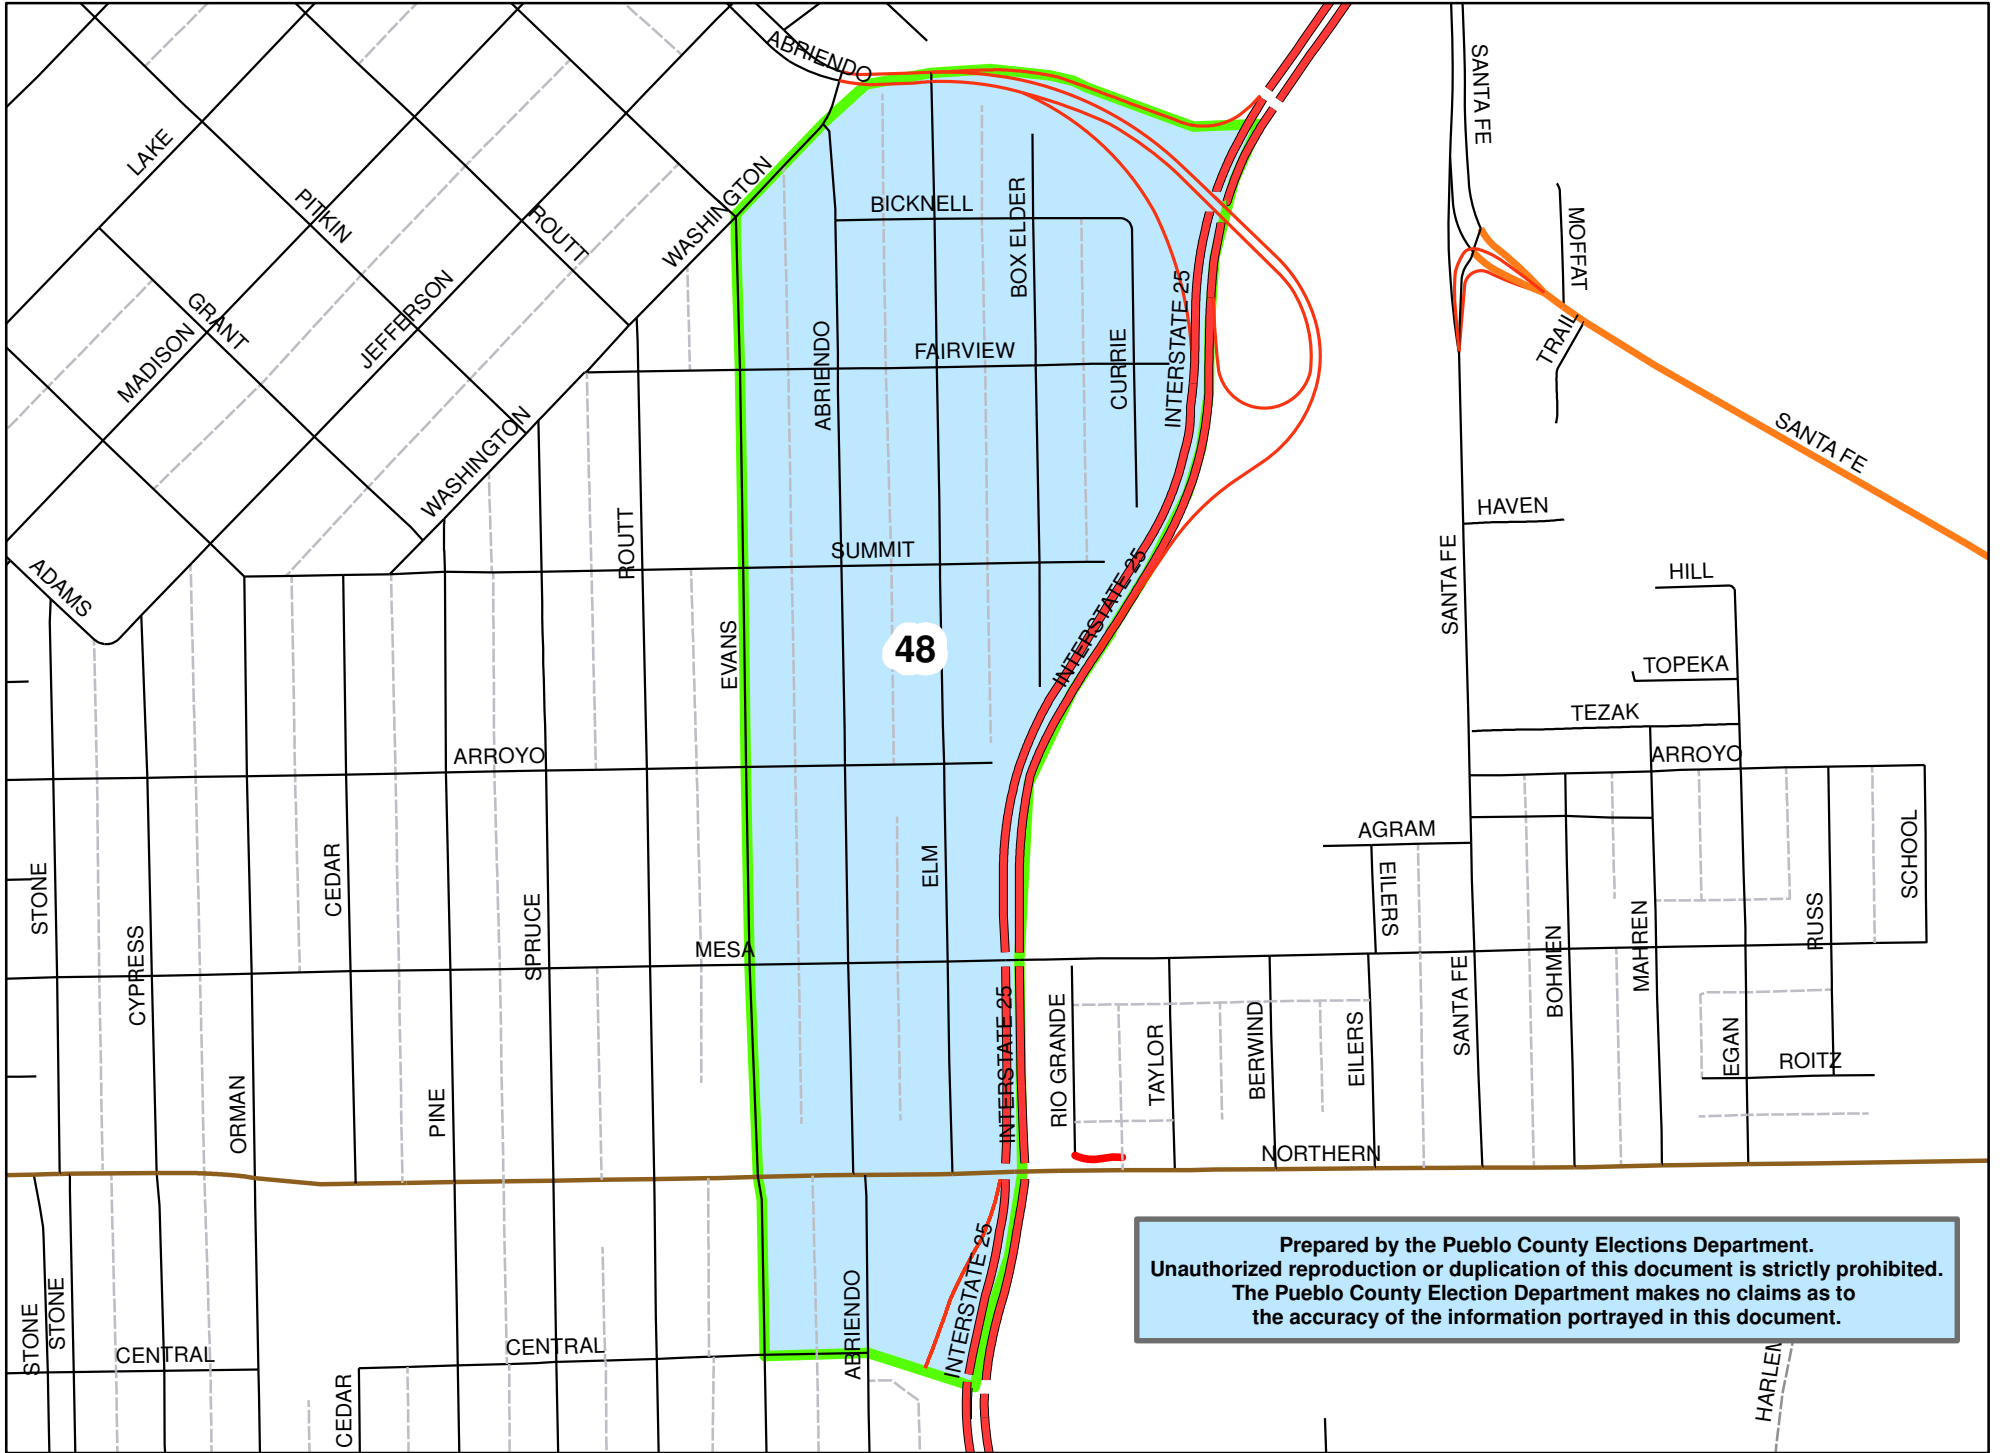 ABRIENDO
SANTA FE
LAKE
PITKIN
ROUTT
WASHINGTON
BICKNELL
BOX ELDER
MOFFAT
GRANT
MADISON
JEFFERSON
ABRIENDO
FAIRVIEW
CURRIE
INTERSTATE 25
TRAIL
SANTA FE
WASHINGTON
ROUTT
SUMMIT
HAVEN
SANTA FE
HILL
ADAMS
EVANS
48
INTERSTATE 25
TOPEKA
TEZAK
ARROYO
ARROYO
AGRAM
STONE
CEDAR
ELM
EILERS
SCHOOL
CYPRESS
SPRUCE
MESA
BOHMEN
MAHREN
RUSS
SANTA FE
INTERSTATE 25
RIO GRANDE
TAYLOR
BERWIND
EILERS
EGAN
ROITZ
ORMAN
PINE
NORTHERN
STONE
STONE
CENTRAL
CEDAR
CENTRAL
ABRIENDO
INTERSTATE 25
Prepared by the Pueblo County Elections Department.
Unauthorized reproduction or duplication of this document is strictly prohibited.
The Pueblo County Election Department makes no claims as to
the accuracy of the information portrayed in this document.